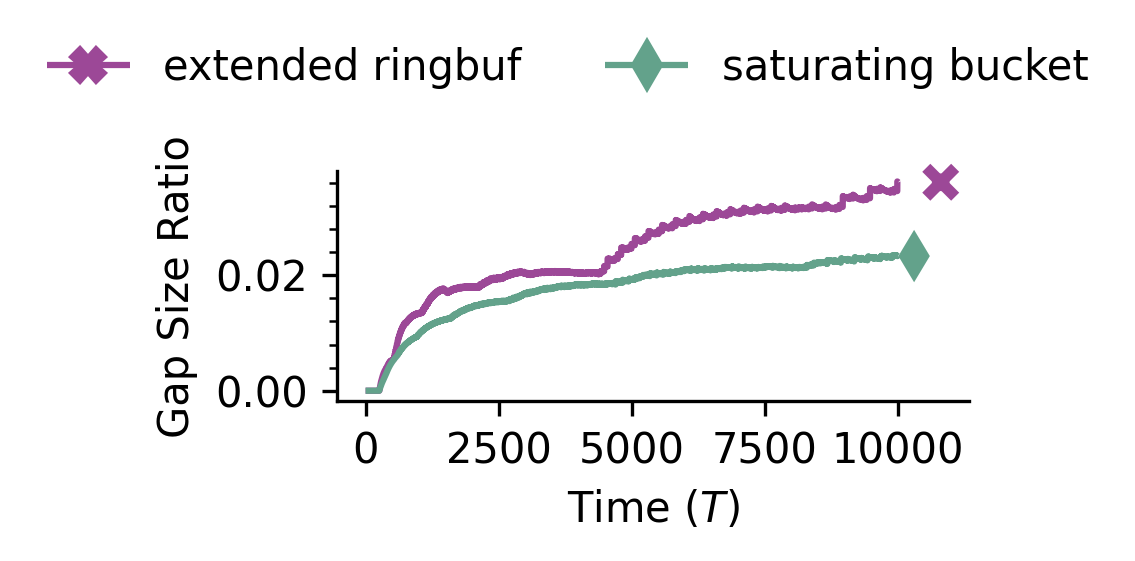 extended ringbuf
saturating bucket
Gap Size Ratio
0.02
0.00
0 2500 5000 7500 10000
Time (T)